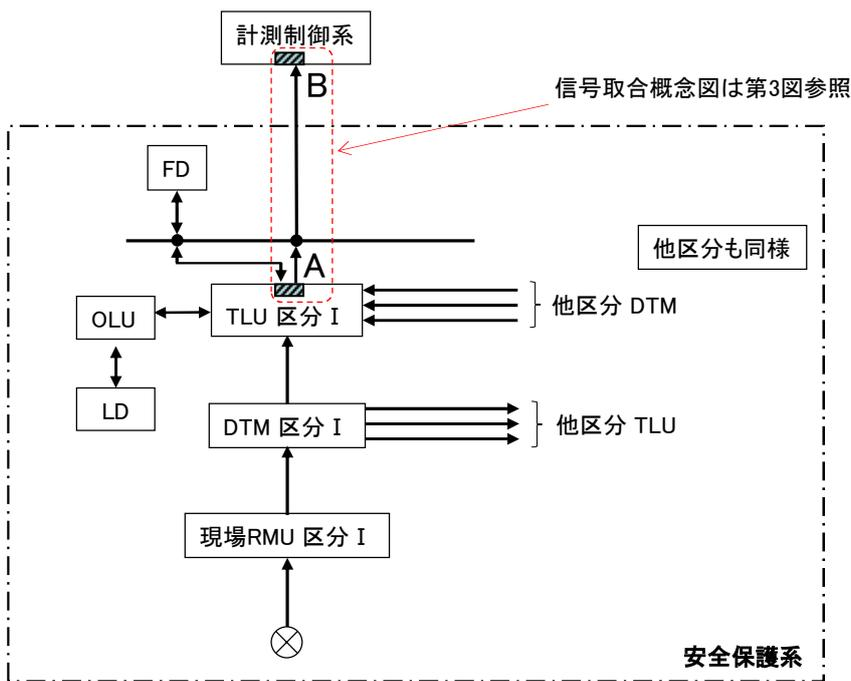 計測制御系
B
信号取合概念図は第3図参照
FD
他区分も同様
A
OLU
TLU 区分 I
他区分 DTM
LD
DTM 区分 I
他区分 TLU
現場RMU 区分 I
安全保護系